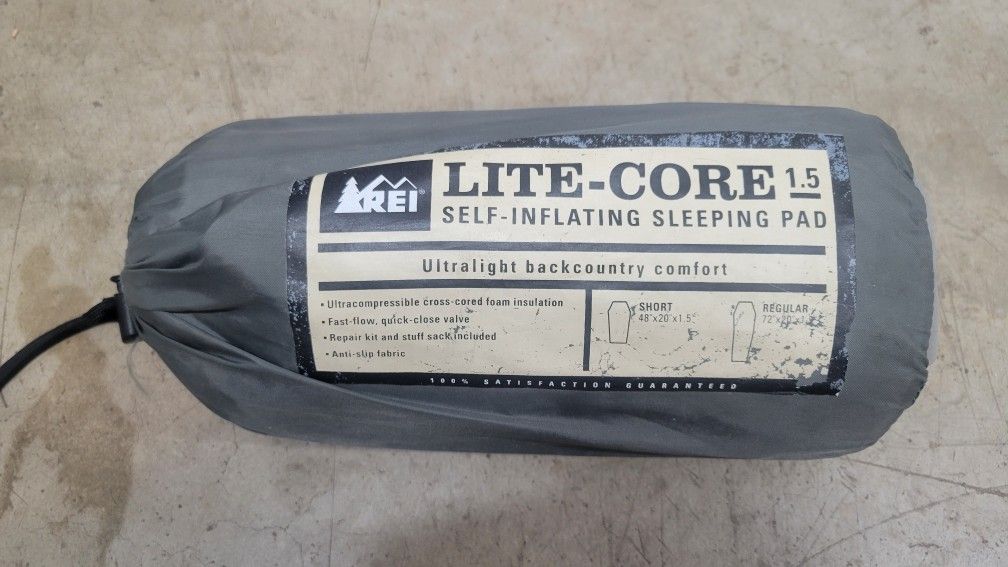 REI®
LITE-CORE 1.5
SELF-INFLATING SLEEPING PAD
Ultralight backcountry comfort
• Ultracompressible cross-cored foam insulation
• Fast-flow, quick-close valve
• Repair kit and stuff sack included
• Anti-slip fabric
SHORT
48"x20"x1.5"
REGULAR
72"x20"
100% SATISFACTION GUARANTEED